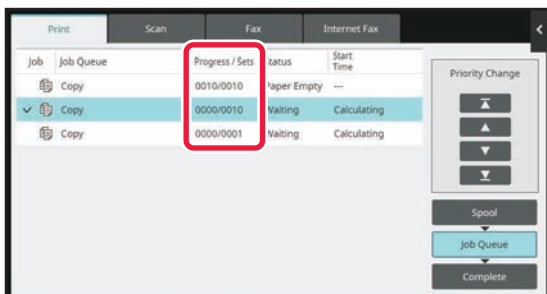 Print Scan Fax Internet Fax
Job Job Queue Progress / Sets Status Start Time
Copy 0010/0010 Paper Empty ---
Copy 0000/0010 Waiting Calculating
Copy 0000/0001 Waiting Calculating
Priority Change
Spool
Job Queue
Complete